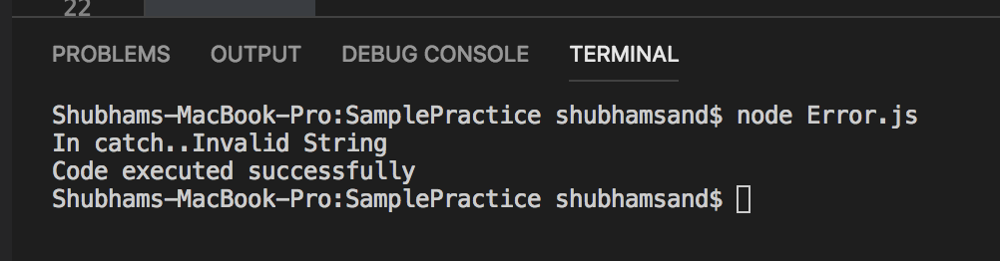 22
PROBLEMS OUTPUT DEBUG CONSOLE TERMINAL
Shubhams-MacBook-Pro:SamplePractice shubhamsand$ node Error.js
In catch..Invalid String
Code executed successfully
Shubhams-MacBook-Pro:SamplePractice shubhamsand$